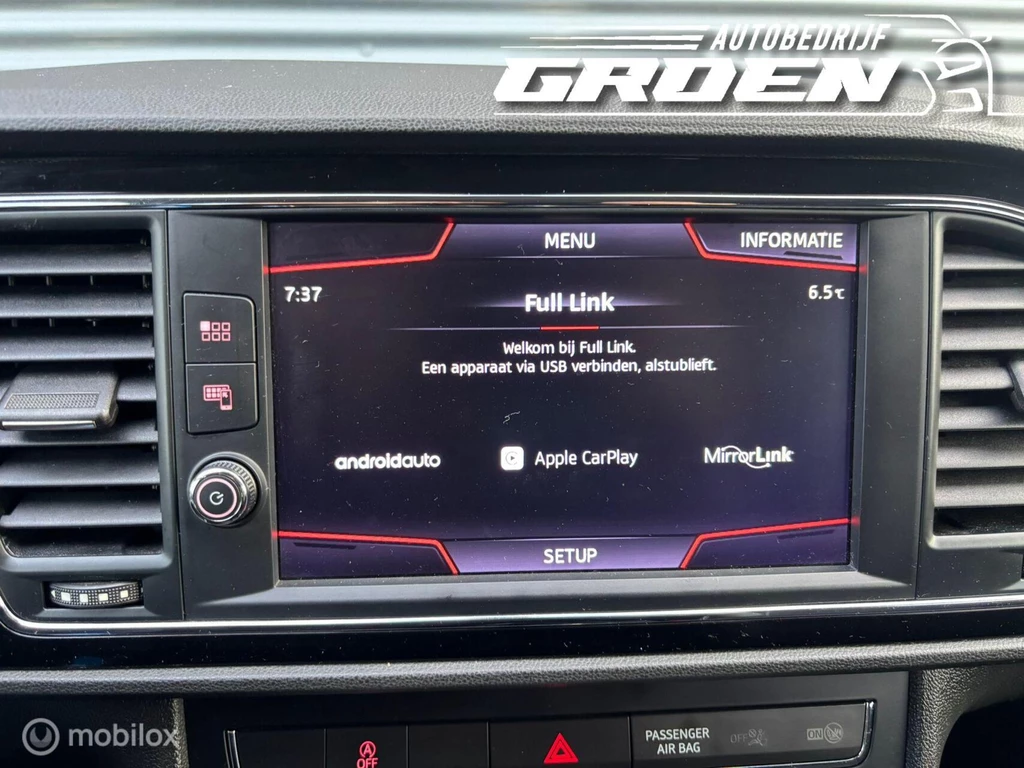 AUTOBEDRIJF
GROEN
MENU
INFORMATIE
7:37
6.5°C
Full Link
Welkom bij Full Link.
Een apparaat via USB verbinden, alstublieft.
androidauto
Apple CarPlay
MirrorLink
SETUP
A
OFF
PASSENGER
AIR BAG
OFF
ON
mobilox